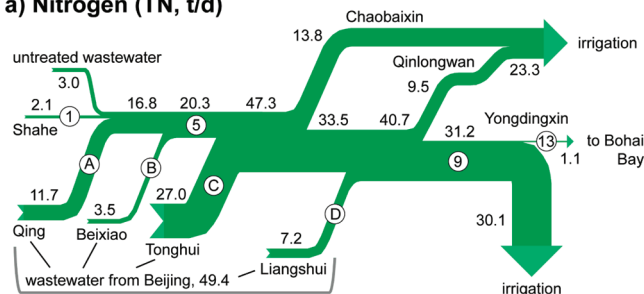 a) Nitrogen (TN, t/d)
Chaobaixin
13.8
irrigation
untreated wastewater
Qinlongwan
3.0
9.5
23.3
2.1
1
16.8
20.3
47.3
Shahe
5
33.5
40.7
31.2
Yongdingxin
13
to Bohai
Bay
1.1
A
B
C
9
11.7
3.5
27.0
D
30.1
Qing
Beixiao
Tonghui
7.2
Liangshui
wastewater from Beijing, 49.4
irrigation